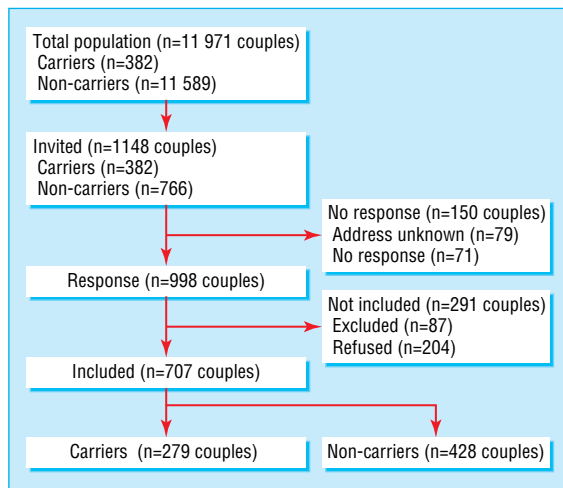 Total population (n=11 971 couples)
Carriers (n=382)
Non-carriers (n=11 589)
Invited (n=1148 couples)
Carriers (n=382)
Non-carriers (n=766)
No response (n=150 couples)
Address unknown (n=79)
No response (n=71)
Response (n=998 couples)
Not included (n=291 couples)
Excluded (n=87)
Refused (n=204)
Included (n=707 couples)
Carriers (n=279 couples)
Non-carriers (n=428 couples)